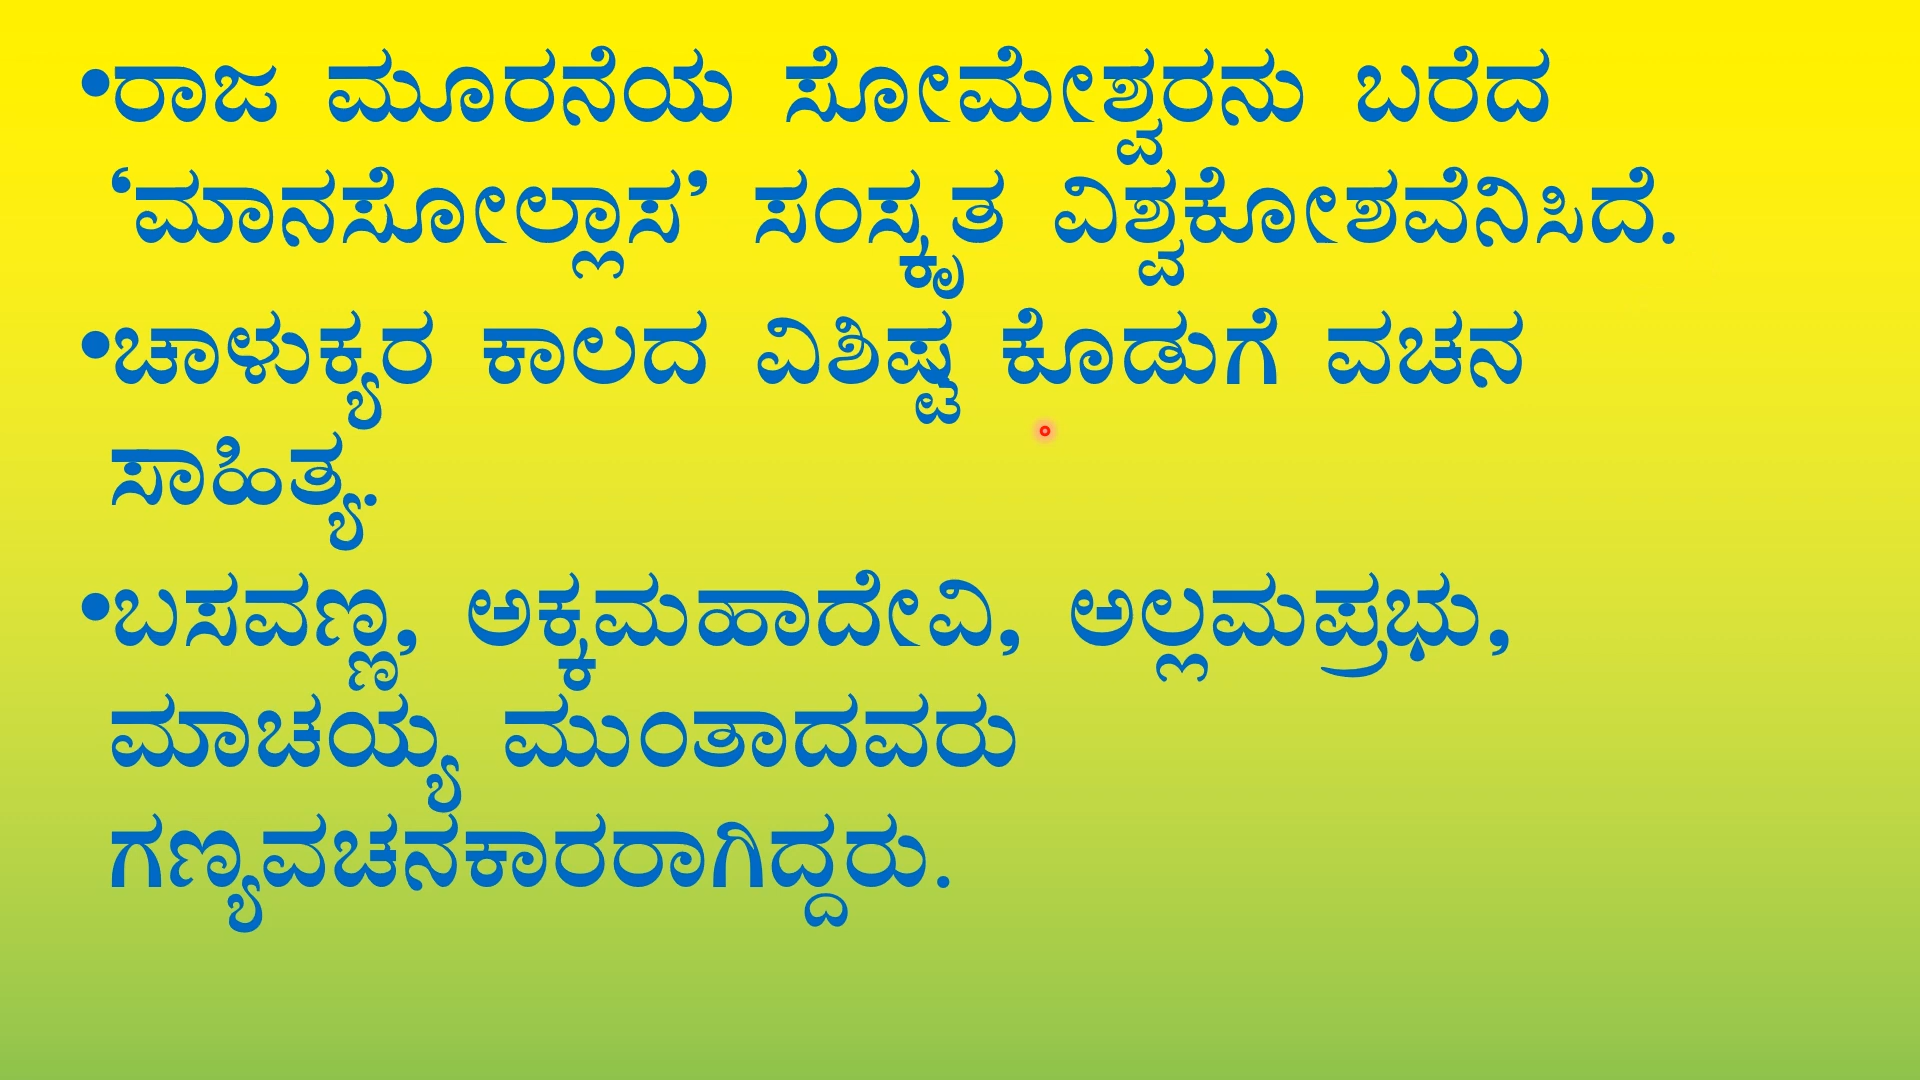 •ರಾಜ ಮೂರನೆಯ ಸೋಮೇಶ್ವರನು ಬರೆದ
‘ಮಾನಸೋಲ್ಲಾಸ’ ಸಂಸ್ಕೃತ ವಿಶ್ವಕೋಶವೆನಿಸಿದೆ.
•ಚಾಳುಕ್ಯರ ಕಾಲದ ವಿಶಿಷ್ಟ ಕೊಡುಗೆ ವಚನ
ಸಾಹಿತ್ಯ.
•ಬಸವಣ್ಣ, ಅಕ್ಕಮಹಾದೇವಿ, ಅಲ್ಲಮಪ್ರಭು,
ಮಾಚಯ್ಯ ಮುಂತಾದವರು
ಗಣ್ಯವಚನಕಾರರಾಗಿದ್ದರು.